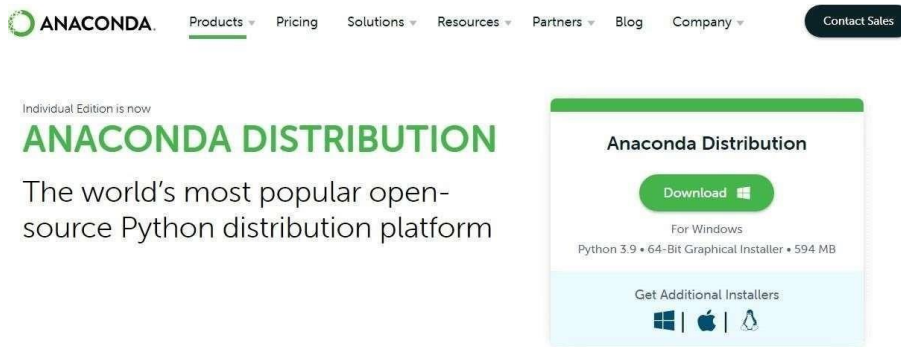 ANACONDA.
Products Pricing Solutions Resources Partners Blog Company Contact Sales
Individual Edition is now
ANACONDA DISTRIBUTION
The world's most popular open-
source Python distribution platform
Anaconda Distribution
Download
For Windows
Python 3.9 • 64-Bit Graphical Installer • 594 MB
Get Additional Installers